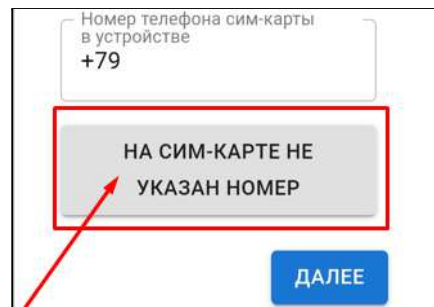 Номер телефона сим-карты
в устройстве
+79
НА СИМ-КАРТЕ НЕ
УКАЗАН НОМЕР
ДАЛЕЕ